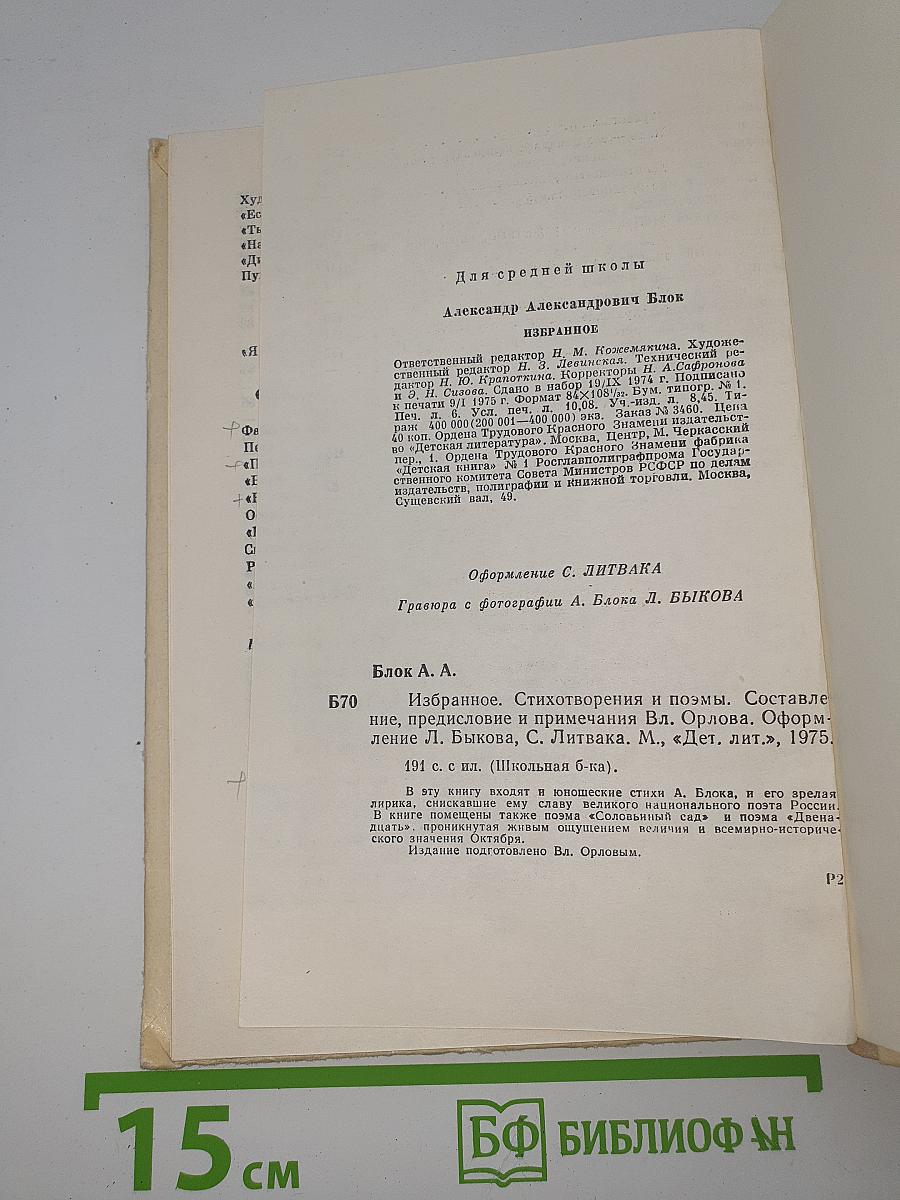 Худ
«Ес
«Ты
«На
«Ди
Пу
«Я
Фа
Пе
«П
«Е
«Н
О
«
С
Р
«
«
Для средней школы
Александр Александрович Блок
ИЗБРАННОЕ
Ответственный редактор Н. М. Кожемякина. Художе-
ственный редактор Н. З. Левинская. Технический ре-
дактор Н. Ю. Крапоткина. Корректоры Н. А. Сафронова
и Э. Н. Сизова. Сдано в набор 19/IX 1974 г. Подписано
к печати 9/I 1975 г. Формат 84×108¹/₃₂. Бум. типогр. № 1.
Печ. л. 6. Усл. печ. л. 10,08. Уч.-изд. л. 8,45. Ти-
раж 400 000 (200 001—400 000) экз. Заказ № 3460. Цена
40 коп. Ордена Трудового Красного Знамени издательст-
во «Детская литература». Москва, Центр, М. Черкасский
пер., 1. Ордена Трудового Красного Знамени фабрика
«Детская книга» № 1 Росглавполиграфпрома Государ-
ственного комитета Совета Министров РСФСР по делам
издательств, полиграфии и книжной торговли. Москва,
Сущевский вал, 49.
Оформление С. ЛИТВАКА
Гравюра с фотографии А. Блока Л. БЫКОВА
Блок А. А.
Б70 Избранное. Стихотворения и поэмы. Составле
ние, предисловие и примечания Вл. Орлова. Оформ-
ление Л. Быкова, С. Литвака. М., «Дет. лит.», 1975.
191 с. с ил. (Школьная б-ка).
В эту книгу входят и юношеские стихи А. Блока, и его зрелая
лирика, снискавшие ему славу великого национального поэта России.
В книге помещены также поэма «Соловьиный сад» и поэма «Двена-
дцать», проникнутая живым ощущением величия и всемирно-историче-
ского значения Октября.
Издание подготовлено Вл. Орловым.
Р2
15 см
БФ БИБЛИОФАН